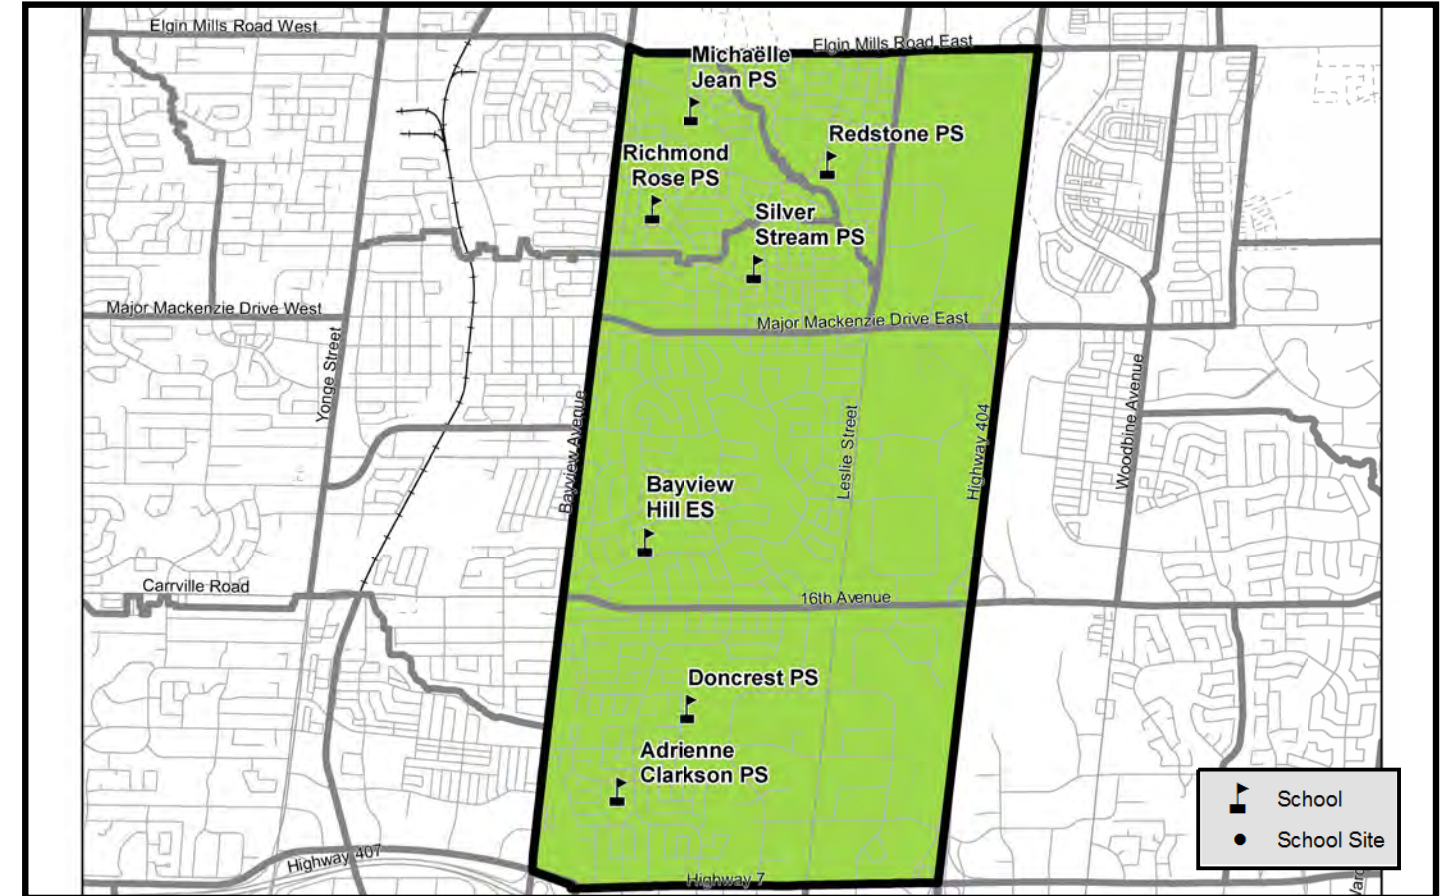 Elgin Mills Road West
Elgin Mills Road East
Michaëlle
Jean PS
Redstone PS
Richmond
Rose PS
Silver
Stream PS
Major Mackenzie Drive West
Major Mackenzie Drive East
Yonge Street
Bayview Avenue
Leslie Street
Highway 404
Woodbine Avenue
Bayview
Hill ES
Carrville Road
16th Avenue
Doncrest PS
Adrienne
Clarkson PS
School
School Site
Highway 407
Highway 7